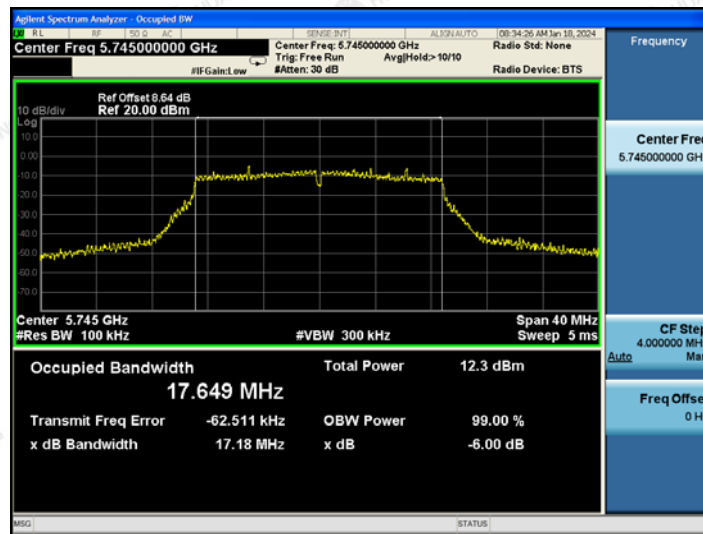 Agilent Spectrum Analyzer - Occupied BW
RL RF 50 Ω AC SENSE:INT ALIGN AUTO 08:34:26 AM Jan 18, 2024
Center Freq 5.745000000 GHz
Center Freq: 5.745000000 GHz
Radio Std: None
Trig: Free Run Avg|Hold:> 10/10
#IFGain:Low
#Atten: 30 dB
Radio Device: BTS
Frequency
Ref Offset 8.64 dB
10 dB/div Ref 20.00 dBm
Log
10.0
0.00
-10.0
-20.0
-30.0
-40.0
-50.0
-60.0
-70.0
Center Freq
5.745000000 GH
Center 5.745 GHz Span 40 MHz
#Res BW 100 kHz #VBW 300 kHz Sweep 5 ms
CF Step
4.000000 MH
Auto Ma
Occupied Bandwidth Total Power 12.3 dBm
17.649 MHz
Transmit Freq Error -62.511 kHz OBW Power 99.00 %
x dB Bandwidth 17.18 MHz x dB -6.00 dB
Freq Offse
0 H
MSG STATUS